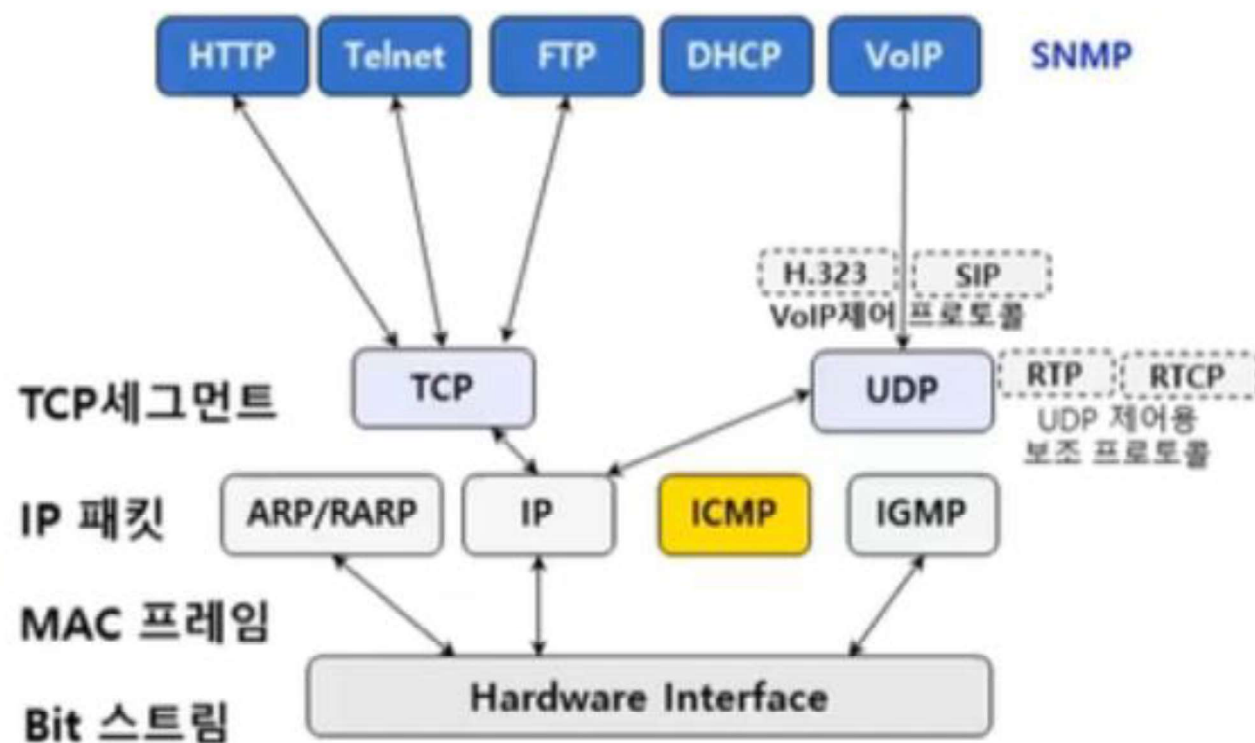 HTTP Telnet FTP DHCP VoIP SNMP
H.323 SIP
VoIP제어 프로토콜
TCP세그먼트 TCP UDP RTP RTCP
UDP 제어용
보조 프로토콜
IP 패킷 ARP/RARP IP ICMP IGMP
MAC 프레임
Hardware Interface
Bit 스트림